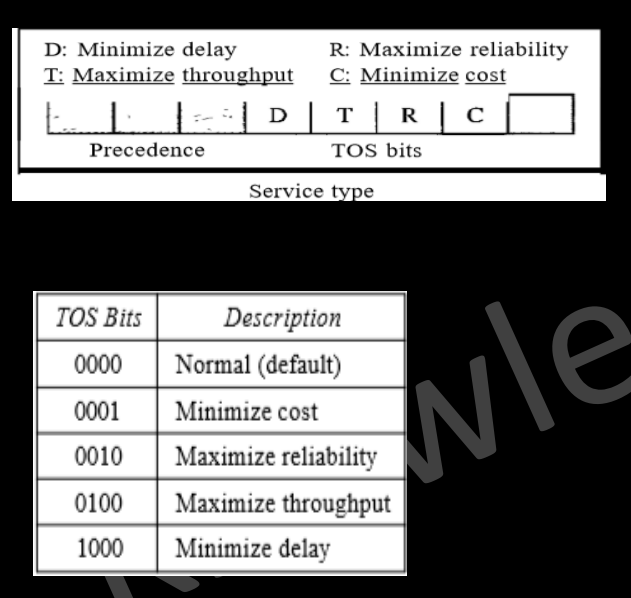 D: Minimize delay R: Maximize reliability
T: Maximize throughput C: Minimize cost
D T R C
Precedence TOS bits
Service type
TOS Bits Description
0000 Normal (default)
0001 Minimize cost
0010 Maximize reliability
0100 Maximize throughput
1000 Minimize delay